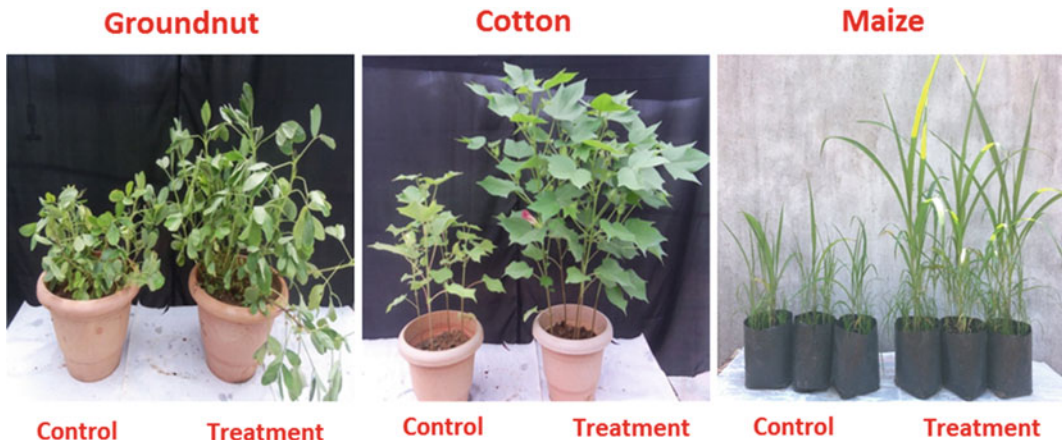 Groundnut
Cotton
Maize
Control
Treatment
Control
Treatment
Control
Treatment